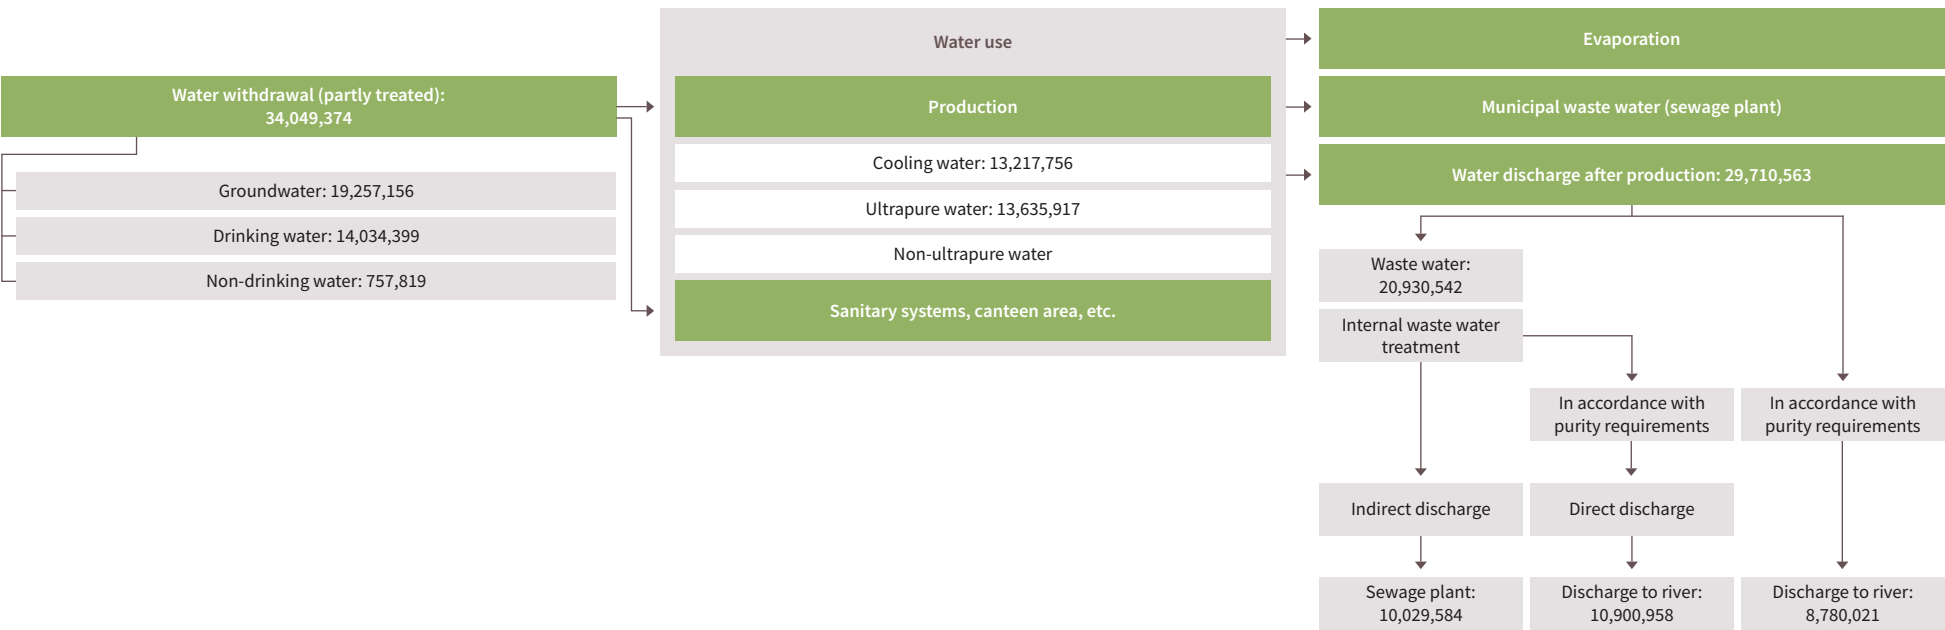 Water withdrawal (partly treated):
34,049,374
Groundwater: 19,257,156
Drinking water: 14,034,399
Non-drinking water: 757,819
Water use
Production
Cooling water: 13,217,756
Ultrapure water: 13,635,917
Non-ultrapure water
Sanitary systems, canteen area, etc.
Evaporation
Municipal waste water (sewage plant)
Water discharge after production: 29,710,563
Waste water:
20,930,542
Internal waste water
treatment
In accordance with
purity requirements
In accordance with
purity requirements
Indirect discharge
Direct discharge
Sewage plant:
10,029,584
Discharge to river:
10,900,958
Discharge to river:
8,780,021